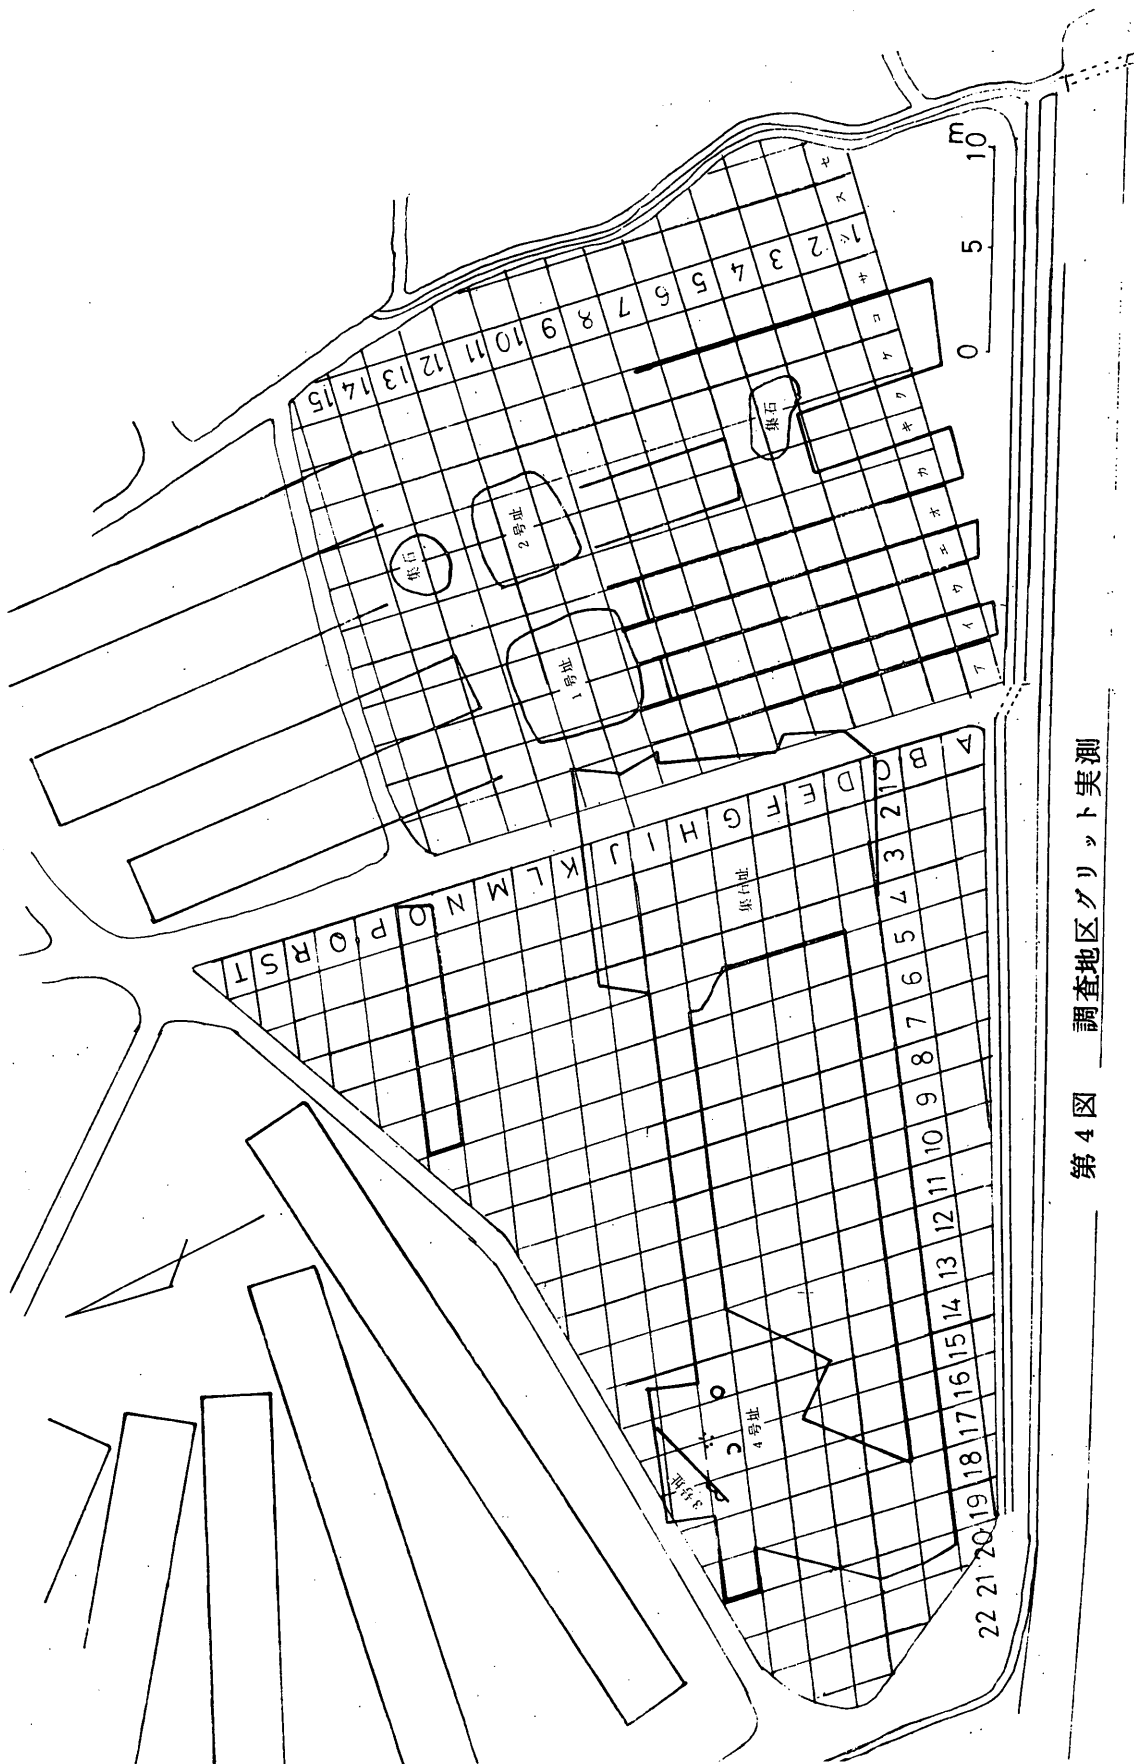 15 14 13 12 11 10 9 8 7 6 5 4 3 2 1
ア イ ウ エ オ カ キ ク ケ コ サ シ ス セ
集石
2号址
集石
1号址
0 5 10
m
T S R Q P O N M L K J I H G F E D C B A
1 2 3 4 5 6 7 8 9 10 11 12 13 14 15 16 17 18 19 20 21 22
3号址
4号址
第4図 調査地区グリット実測